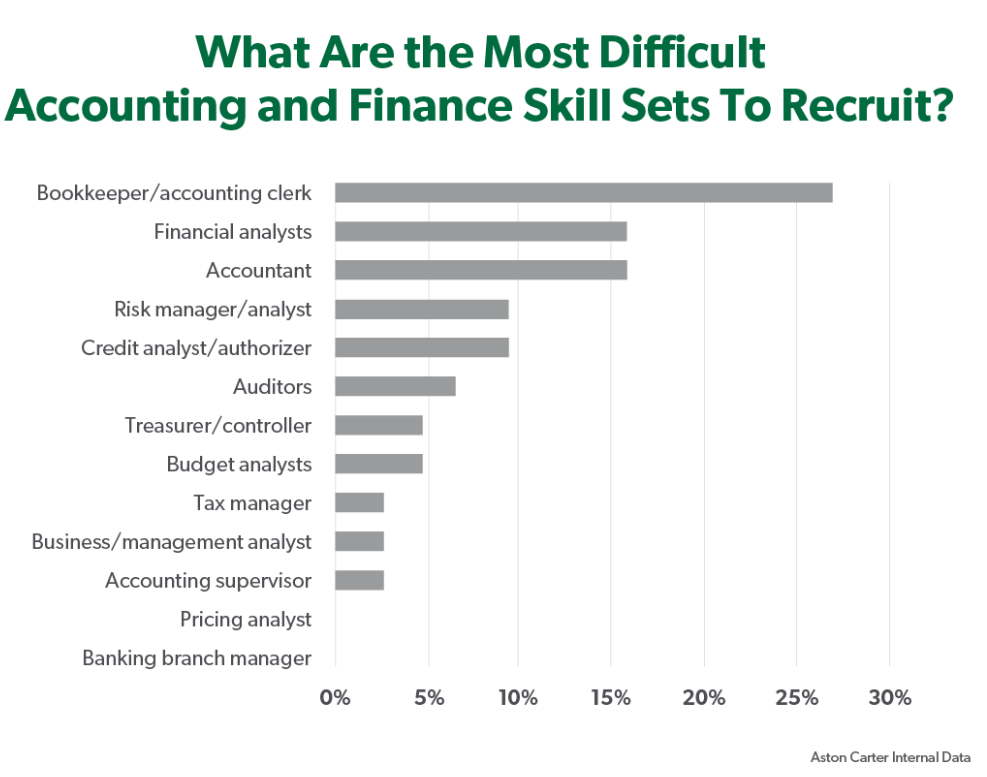 What Are the Most Difficult
Accounting and Finance Skill Sets To Recruit?
Bookkeeper/accounting clerk
Financial analysts
Accountant
Risk manager/analyst
Credit analyst/authorizer
Auditors
Treasurer/controller
Budget analysts
Tax manager
Business/management analyst
Accounting supervisor
Pricing analyst
Banking branch manager
0% 5% 10% 15% 20% 25% 30%
Aston Carter Internal Data